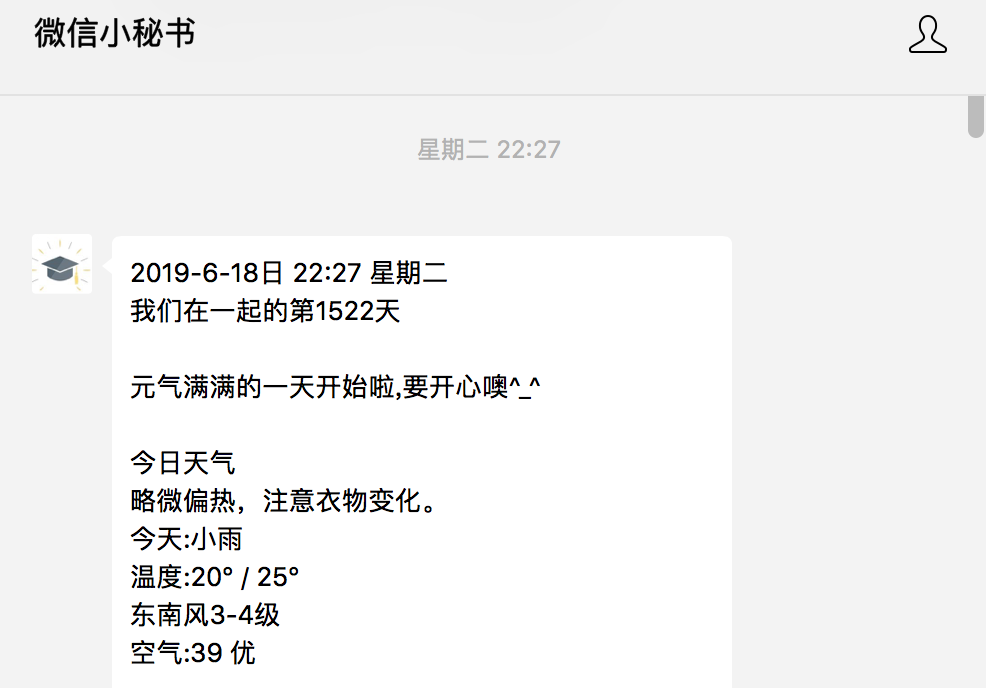 微信小秘书
星期二 22:27
2019-6-18日 22:27 星期二
我们在一起的第1522天
元气满满的一天开始啦,要开心噢^_^
今日天气
略微偏热，注意衣物变化。
今天:小雨
温度:20° / 25°
东南风3-4级
空气:39 优